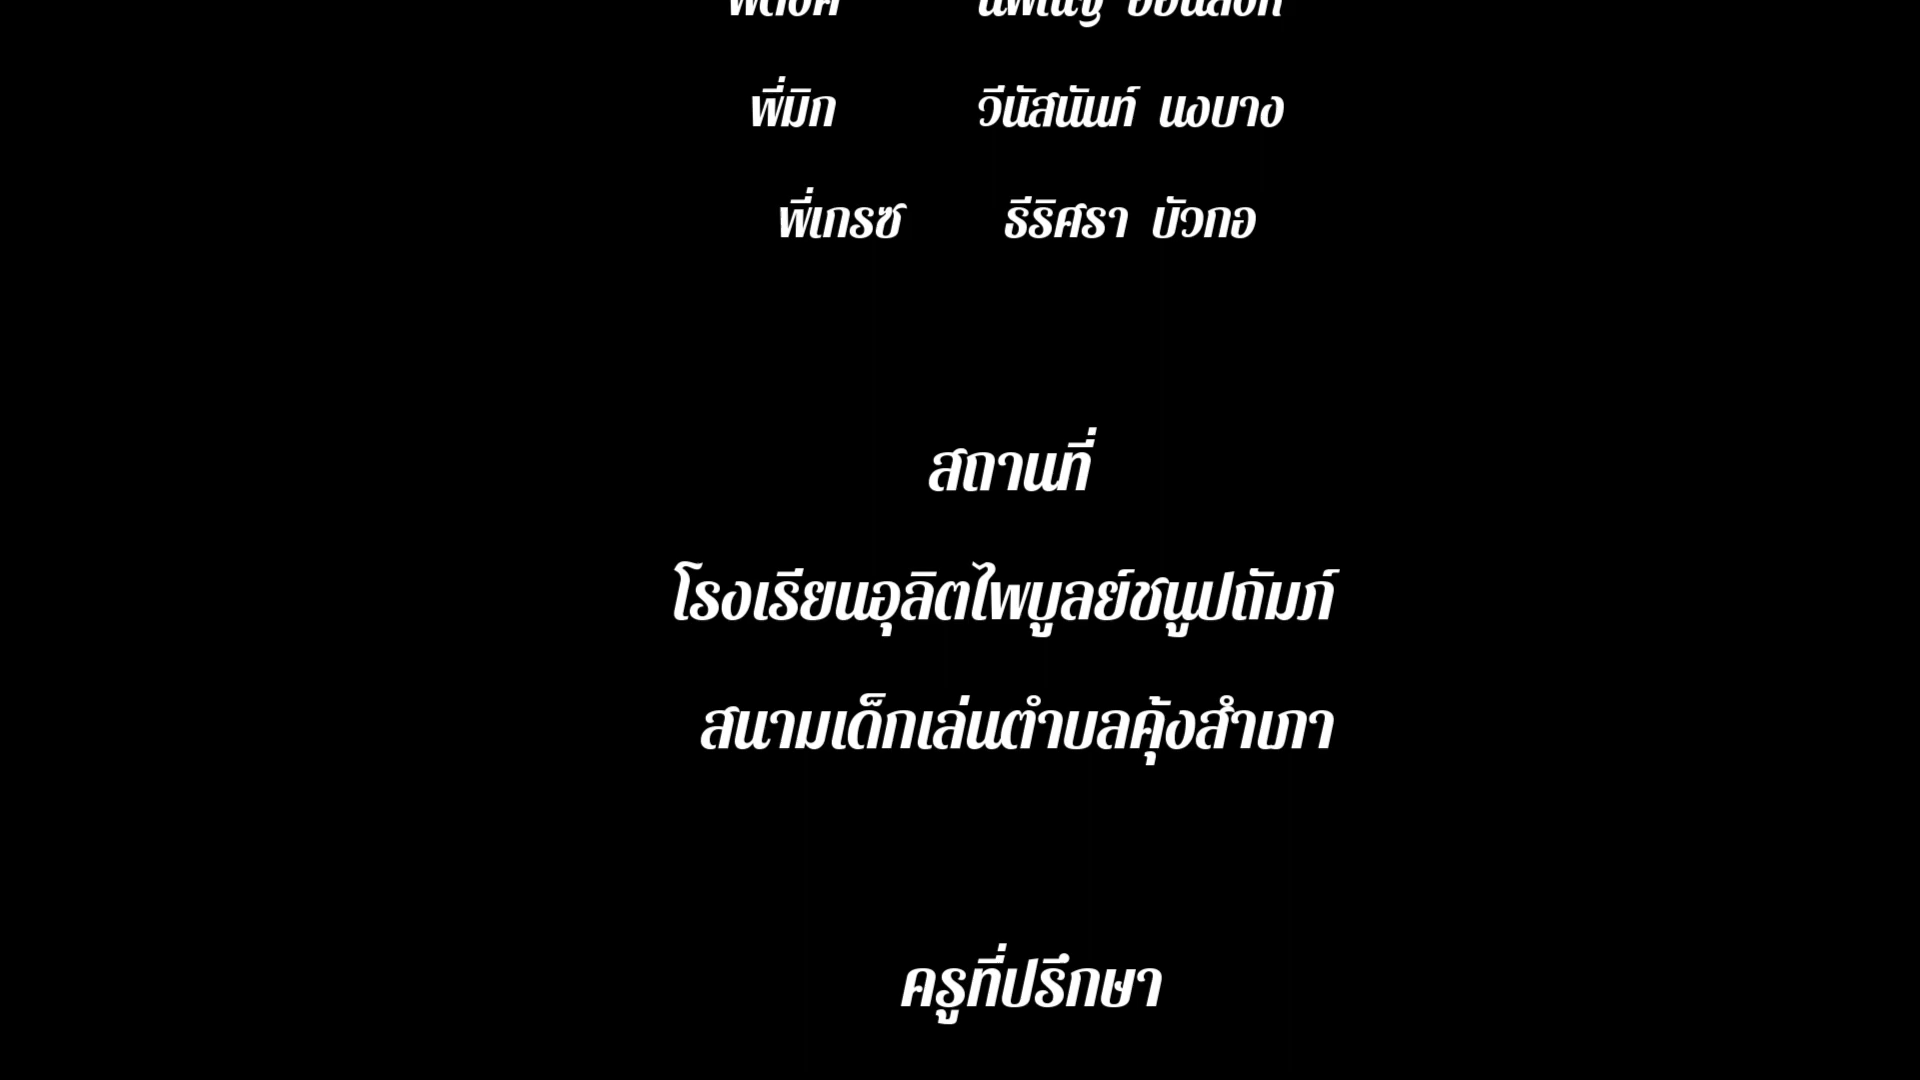 พี่มิก วีนัสนันท์ นงบาง
พี่เกรซ ธีริศรา บัวกอ
สถานที่
โรงเรียนอุลิตไพบูลย์ชนูปถัมภ์
สนามเด็กเล่นตำบลคุ้งสำเภา
ครูที่ปรึกษา